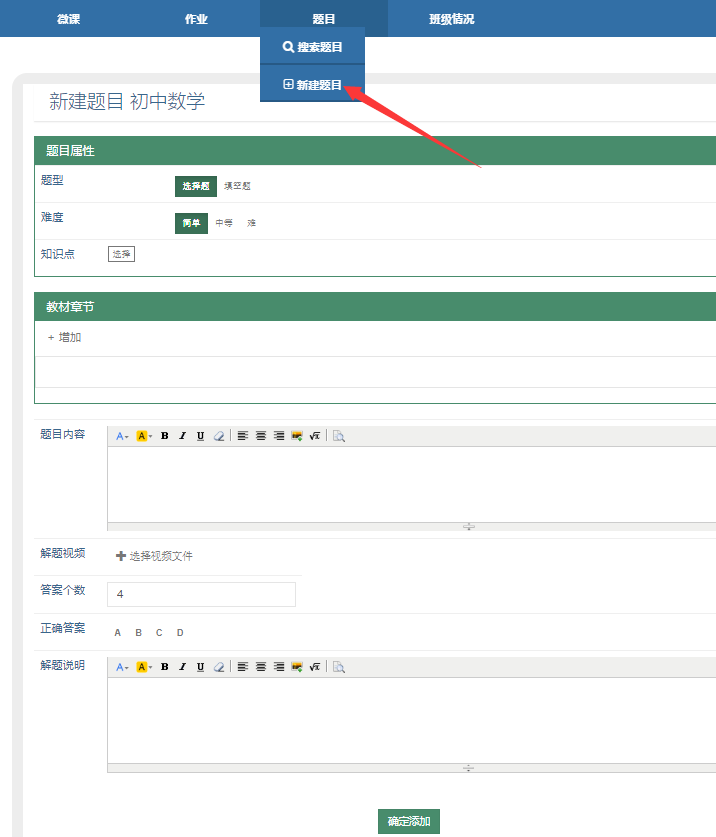 微课 作业 题目 班级情况
搜索题目
新建题目
新建题目 初中数学
题目属性
题型 选择题 填空题
难度 简单 中等 难
知识点 选择
教材章节
+ 增加
题目内容 A A B I U
解题视频 选择视频文件
答案个数 4
正确答案 A B C D
解题说明 A A B I U
确定添加